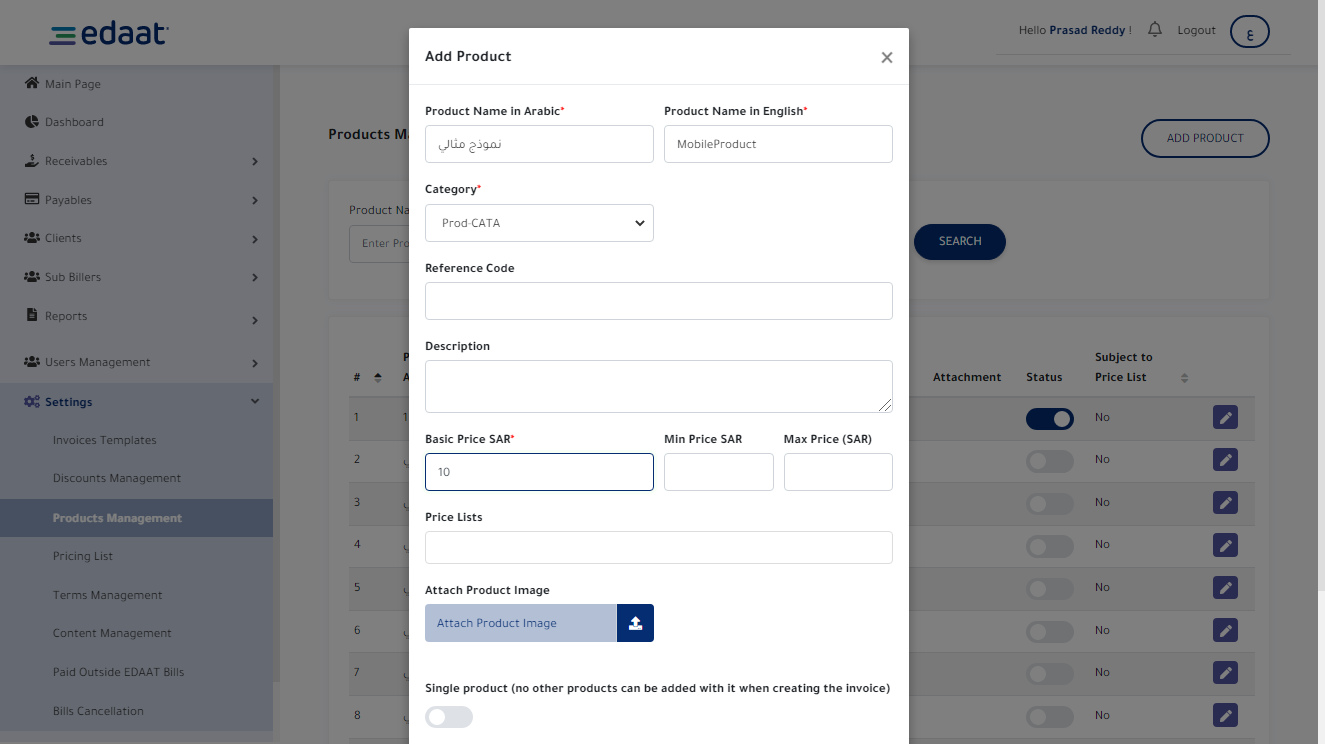 edaat
Hello Prasad Reddy !
Logout
ع
Main Page
Dashboard
Receivables
Payables
Clients
Sub Billers
Reports
Users Management
Settings
Invoices Templates
Discounts Management
Products Management
Pricing List
Terms Management
Content Management
Paid Outside EDAAT Bills
Bills Cancellation
Products
ADD PRODUCT
Product
Enter
SEARCH
#
Attachment
Status
Subject to
Price List
1
No
2
No
3
No
4
No
5
No
6
No
7
No
8
No
Add Product
Product Name in Arabic*
Product Name in English*
نموذج مثالي
MobileProduct
Category*
Prod-CATA
Reference Code
Description
Basic Price SAR*
Min Price SAR
Max Price (SAR)
10
Price Lists
Attach Product Image
Attach Product Image
Single product (no other products can be added with it when creating the invoice)